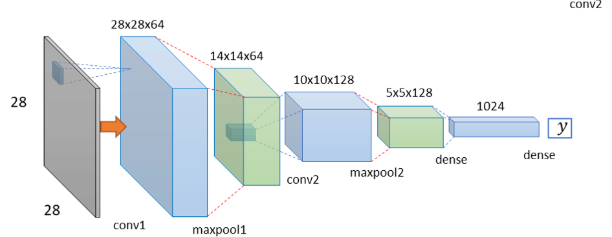 conv2
28x28x64
14x14x64
10x10x128
5x5x128
1024
28
y
dense
dense
maxpool2
conv2
28
conv1
maxpool1